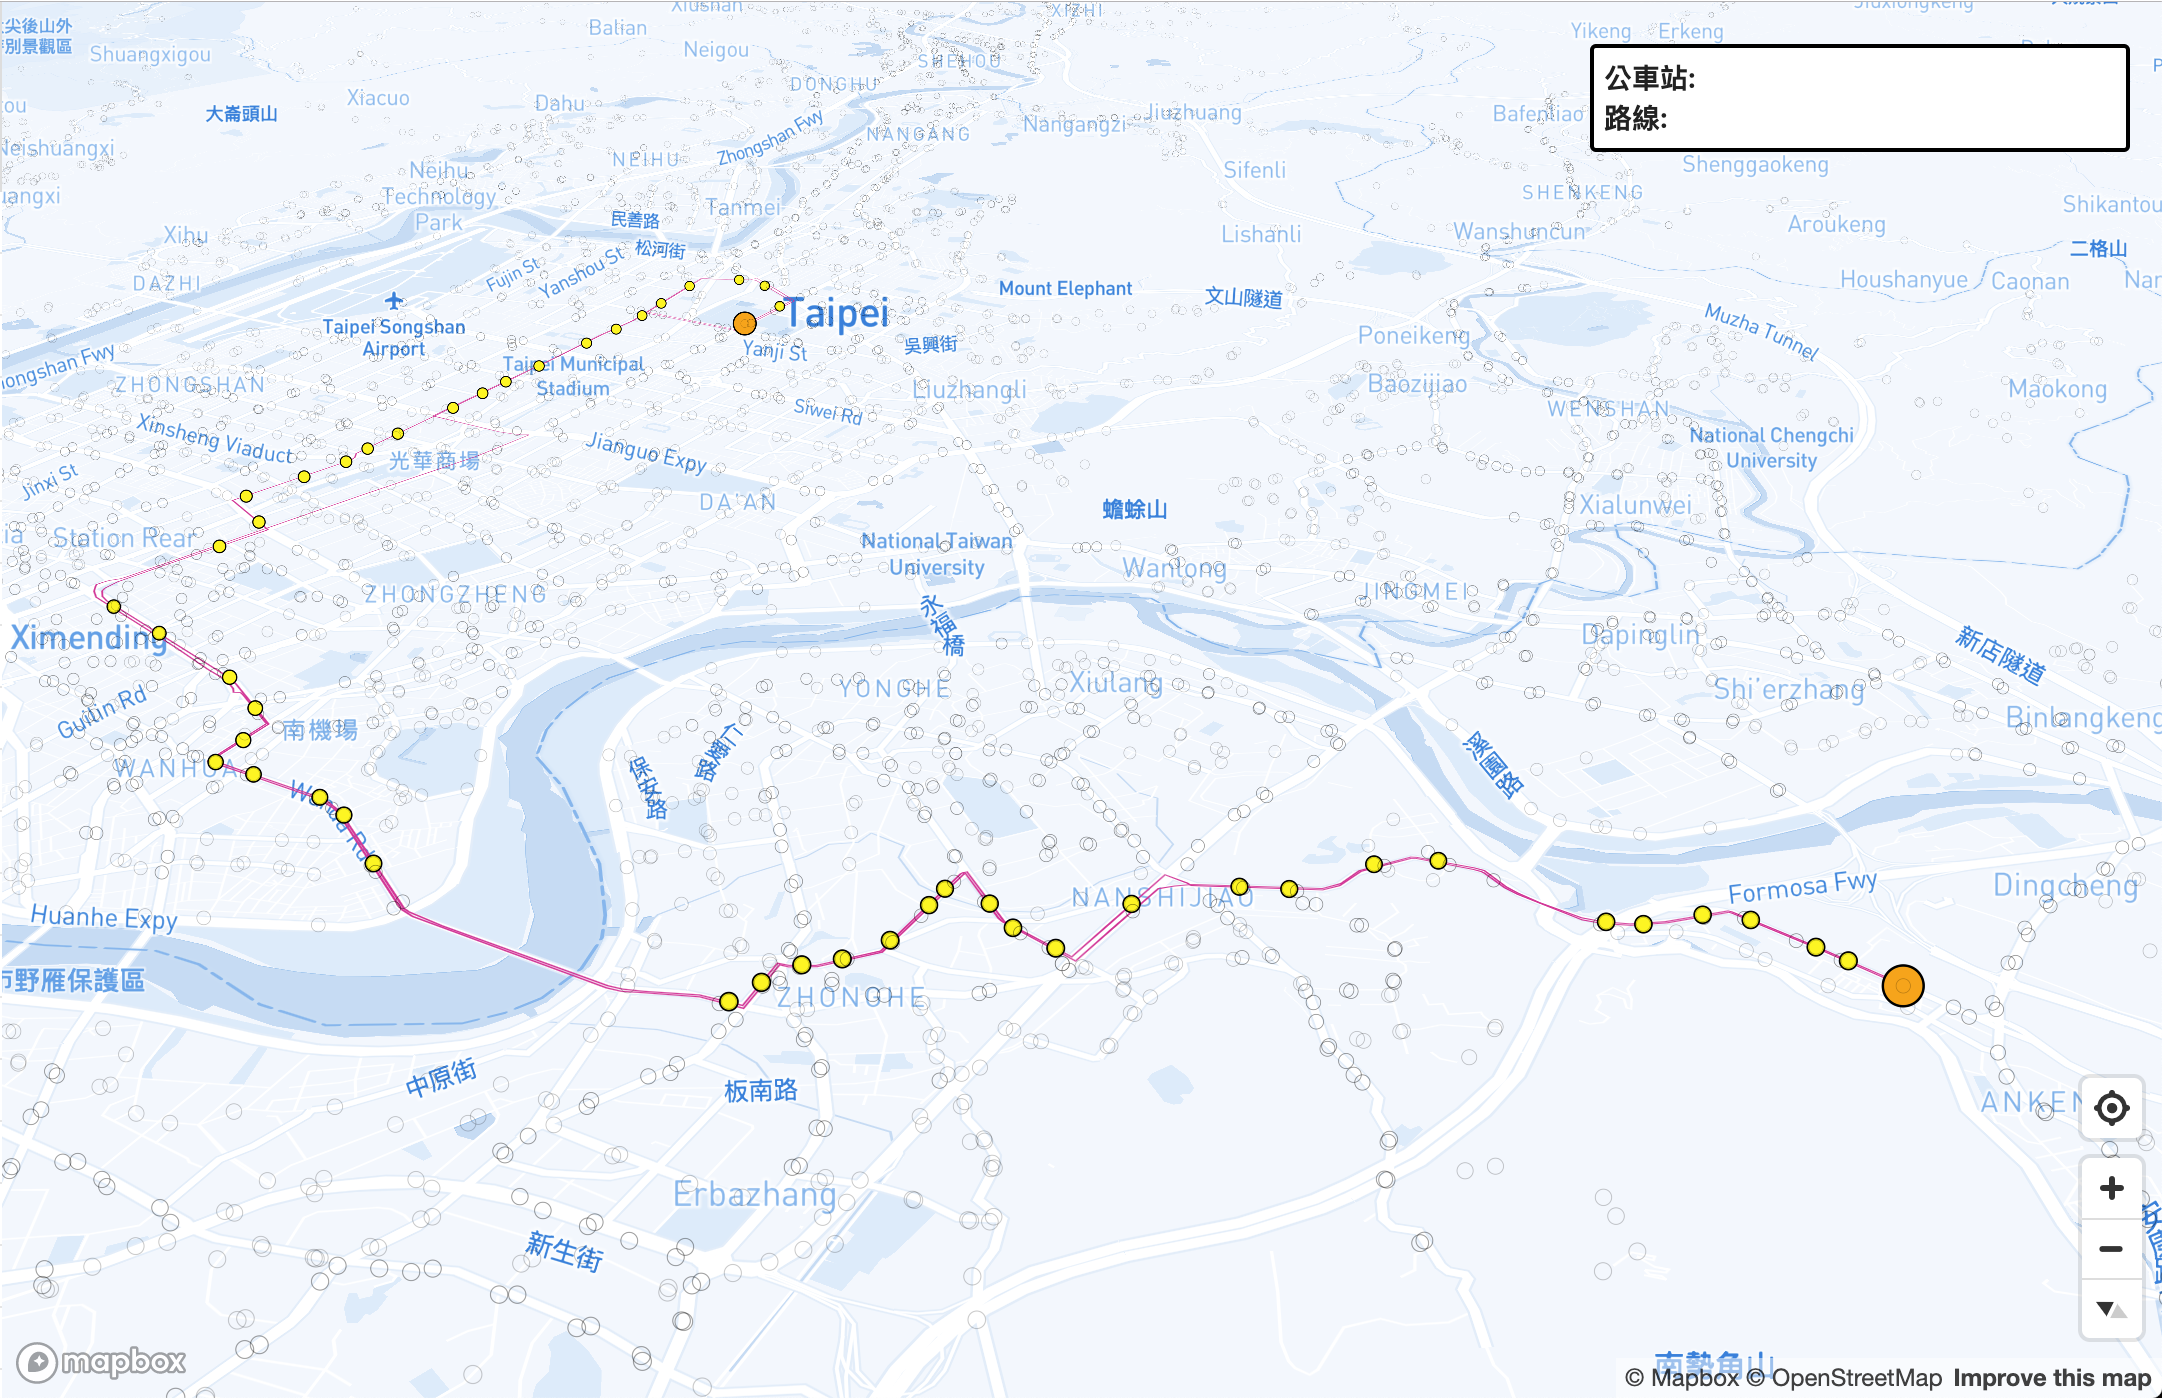 Xiushan
XIZHI
尖後山外
別景觀區
Balian
Neigou
Yikeng
Erkeng
Shuangxigou
SHEHOU
DONGHU
公車站:
路線:
Xiacuo
Dahu
大崙頭山
Zhongshan Fwy
NANGANG
Nangangzi
Jiuzhuang
Bafentiao
NEIHU
Neihu
Technology
Park
Sifenli
Shenggaokeng
SHENKENG
Tanmei
民善路
松河街
Xihu
Lishanli
Wanshuncun
Aroukeng
Shikantou
二格山
DAZHI
Fujin St
Yanshou St
Mount Elephant
文山隧道
Houshanyue
Caonan
Taipei
Taipei Songshan
Airport
Muzha Tunnel
Poneikeng
Yanji St
吳興街
Taipei Municipal
Stadium
ZHONGSHAN
Liuzhangli
Baozijiao
Maokong
Siwei Rd
WENSHAN
Xinsheng Viaduct
Jianguo Expy
光華商場
National Chengchi
University
Jinxi St
DA'AN
蟾蜍山
Xialunwei
Station Rear
National Taiwan
University
Wanlong
ZHONGZHENG
JINGMEI
永福橋
Ximending
Dapinglin
新店隧道
YONGHE
Xiulang
Shi'erzhang
Guilin Rd
南機場
Binlangkeng
WANHUA
保安路
溪園路
Wanda Rd
NANSHIJIAO
Formosa Fwy
Dingcheng
Huanhe Expy
市野雁保護區
ZHONGHE
中原街
板南路
Erbazhang
新生街
mapbox
南勢角山
© Mapbox © OpenStreetMap Improve this map